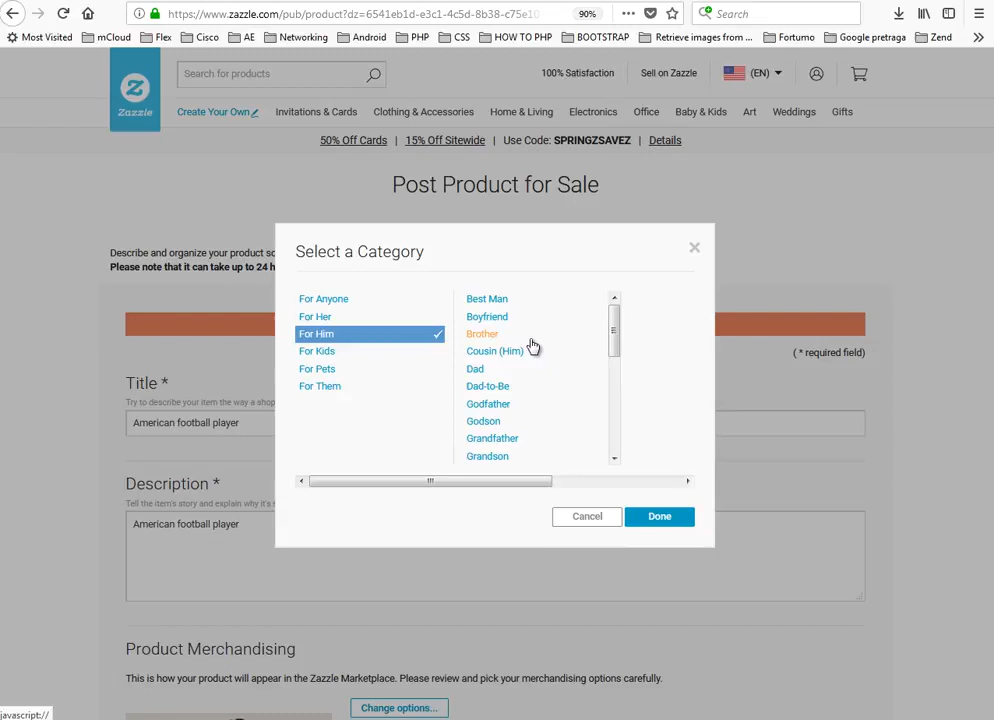 https://www.zazzle.com/pub/product?dz=6541eb1d-e3c1-4c5d-8b38-c75e10
90%
Search
Most Visited
mCloud
Flex
Cisco
AE
Networking
Android
PHP
CSS
HOW TO PHP
BOOTSTRAP
Retrieve images from ...
Fortumo
Google pretraga
Zend
Zazzle
Search for products
100% Satisfaction
Sell on Zazzle
(EN)
Create Your Own
Invitations & Cards
Clothing & Accessories
Home & Living
Electronics
Office
Baby & Kids
Art
Weddings
Gifts
50% Off Cards | 15% Off Sitewide | Use Code: SPRINGZSAVEZ | Details
Post Product for Sale
Describe and organize your product so
Please note that it can take up to 24 h
Select a Category
For Anyone
For Her
For Him
For Kids
For Pets
For Them
Best Man
Boyfriend
Brother
Cousin (Him)
Dad
Dad-to-Be
Godfather
Godson
Grandfather
Grandson
Cancel
Done
( * required field)
Title *
Try to describe your item the way a shop
American football player
Description *
Tell the item's story and explain why it's
American football player
Product Merchandising
This is how your product will appear in the Zazzle Marketplace. Please review and pick your merchandising options carefully.
Change options...
javascript://